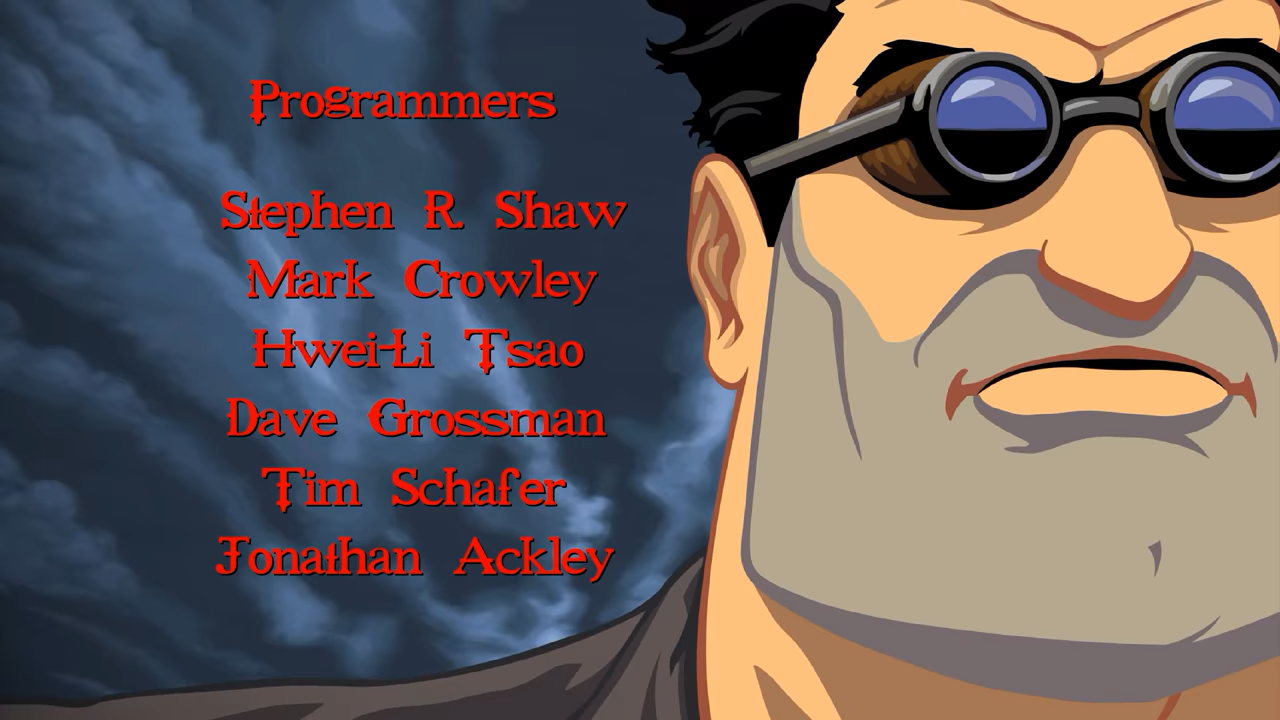 Programmers
Stephen R. Shaw
Mark Crowley
Hwei-Li Tsao
Dave Grossman
Tim Schafer
Jonathan Ackley